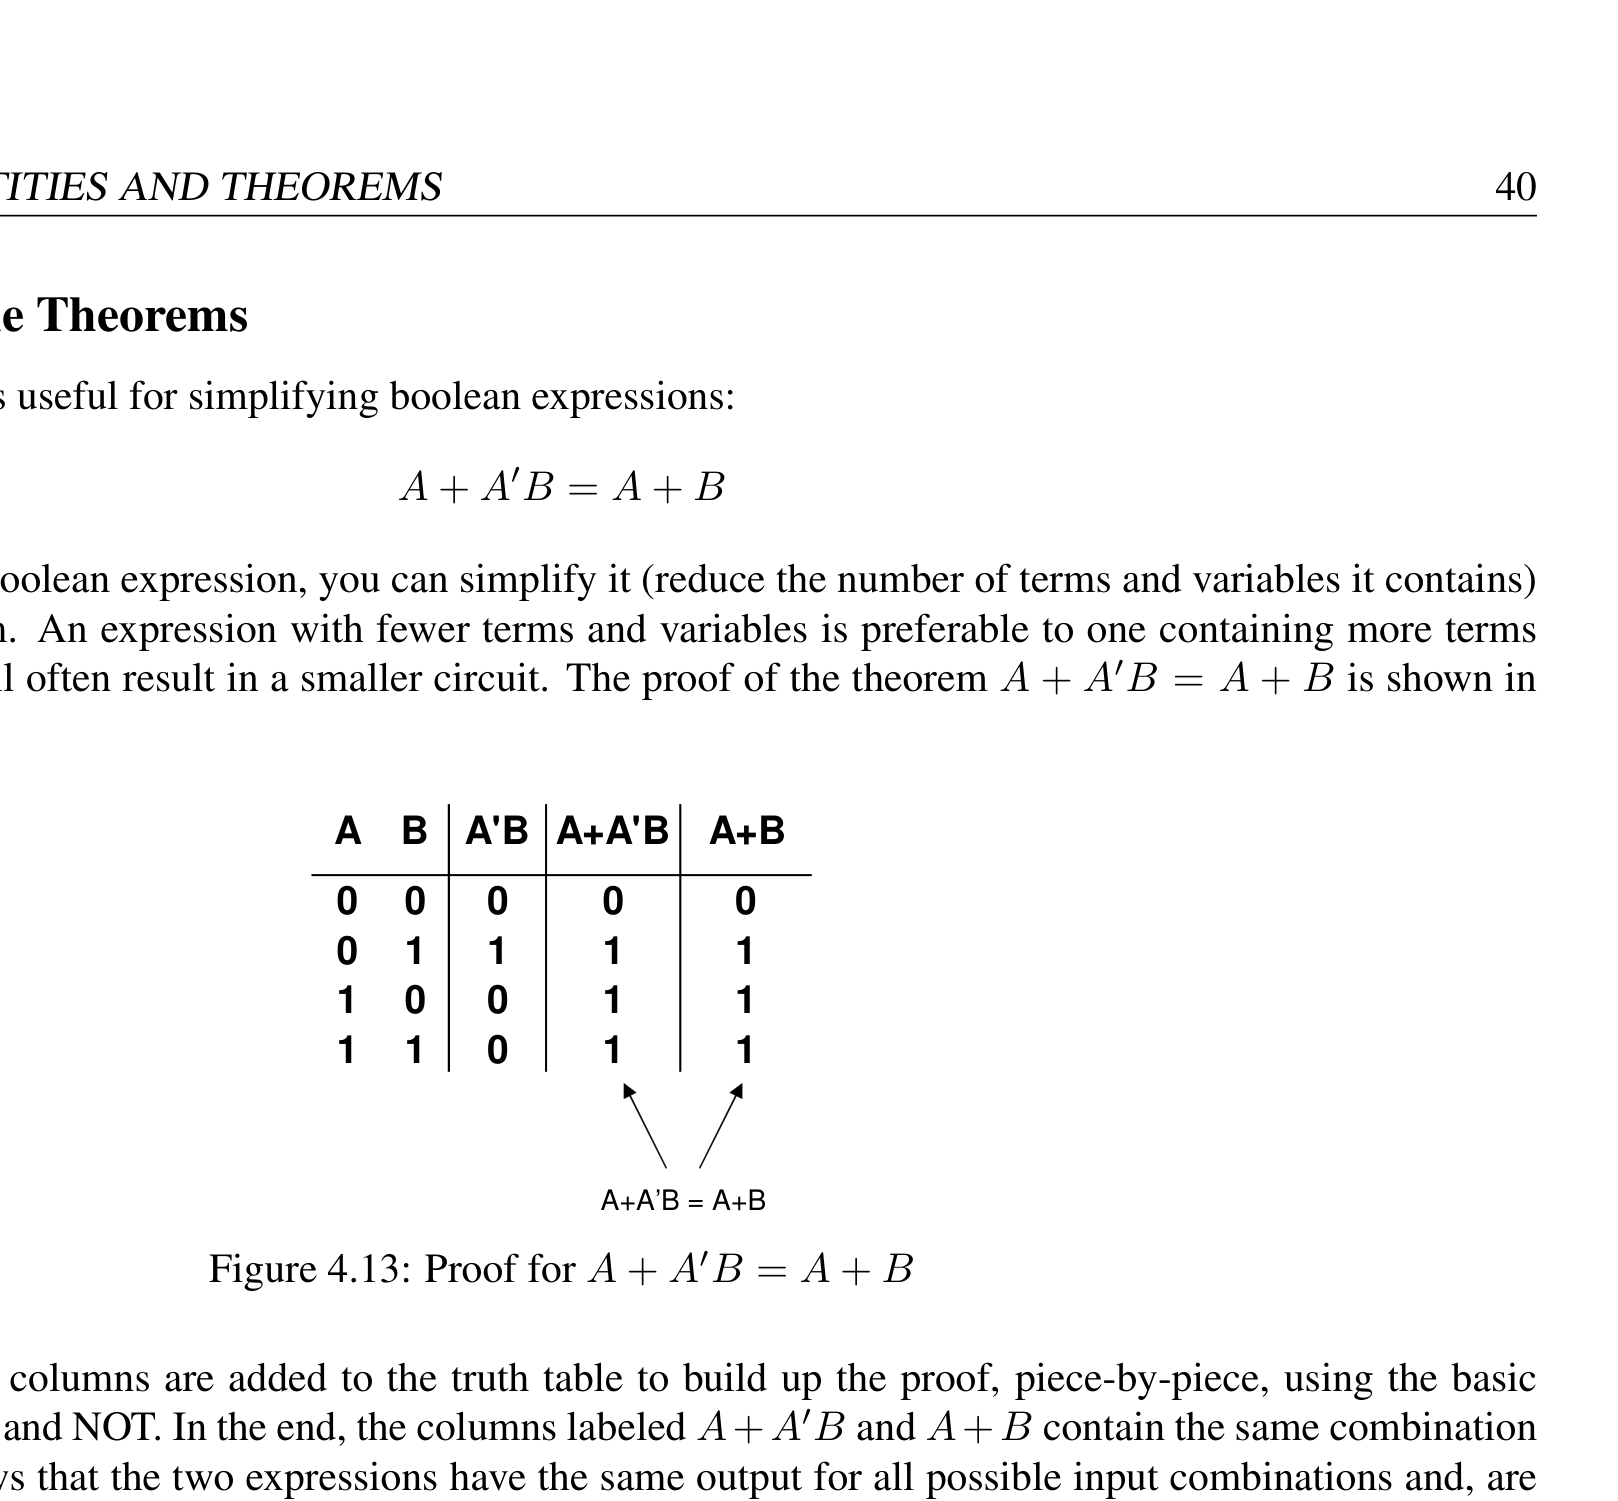 TITIES AND THEOREMS 40
e Theorems
s useful for simplifying boolean expressions:
A + A′B = A + B
oolean expression, you can simplify it (reduce the number of terms and variables it contains)
n. An expression with fewer terms and variables is preferable to one containing more terms
ll often result in a smaller circuit. The proof of the theorem A + A′B = A + B is shown in
A B A'B A+A'B A+B
0 0 0 0 0
0 1 1 1 1
1 0 0 1 1
1 1 0 1 1
A+A’B = A+B
Figure 4.13: Proof for A + A′B = A + B
columns are added to the truth table to build up the proof, piece-by-piece, using the basic
and NOT. In the end, the columns labeled A + A′B and A + B contain the same combination
ws that the two expressions have the same output for all possible input combinations and, are